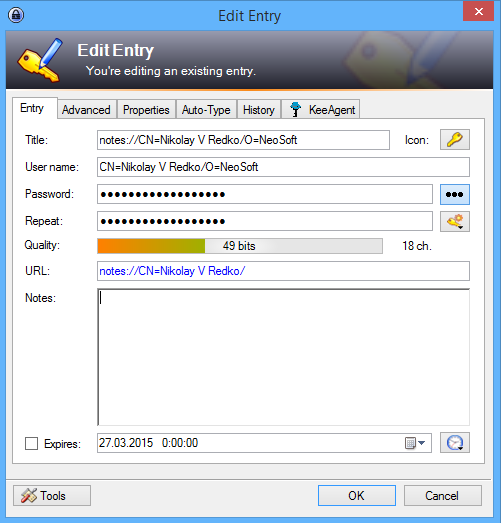 Edit Entry
Edit Entry
You're editing an existing entry.
Entry Advanced Properties Auto-Type History KeeAgent
Title: notes://CN=Nikolay V Redko/O=NeoSoft Icon:
User name: CN=Nikolay V Redko/O=NeoSoft
Password: ●●●●●●●●●●●●●●●●●●
Repeat: ●●●●●●●●●●●●●●●●●●
Quality: 49 bits 18 ch.
URL: notes://CN=Nikolay V Redko/
Notes:
Expires: 27.03.2015 0:00:00
Tools OK Cancel